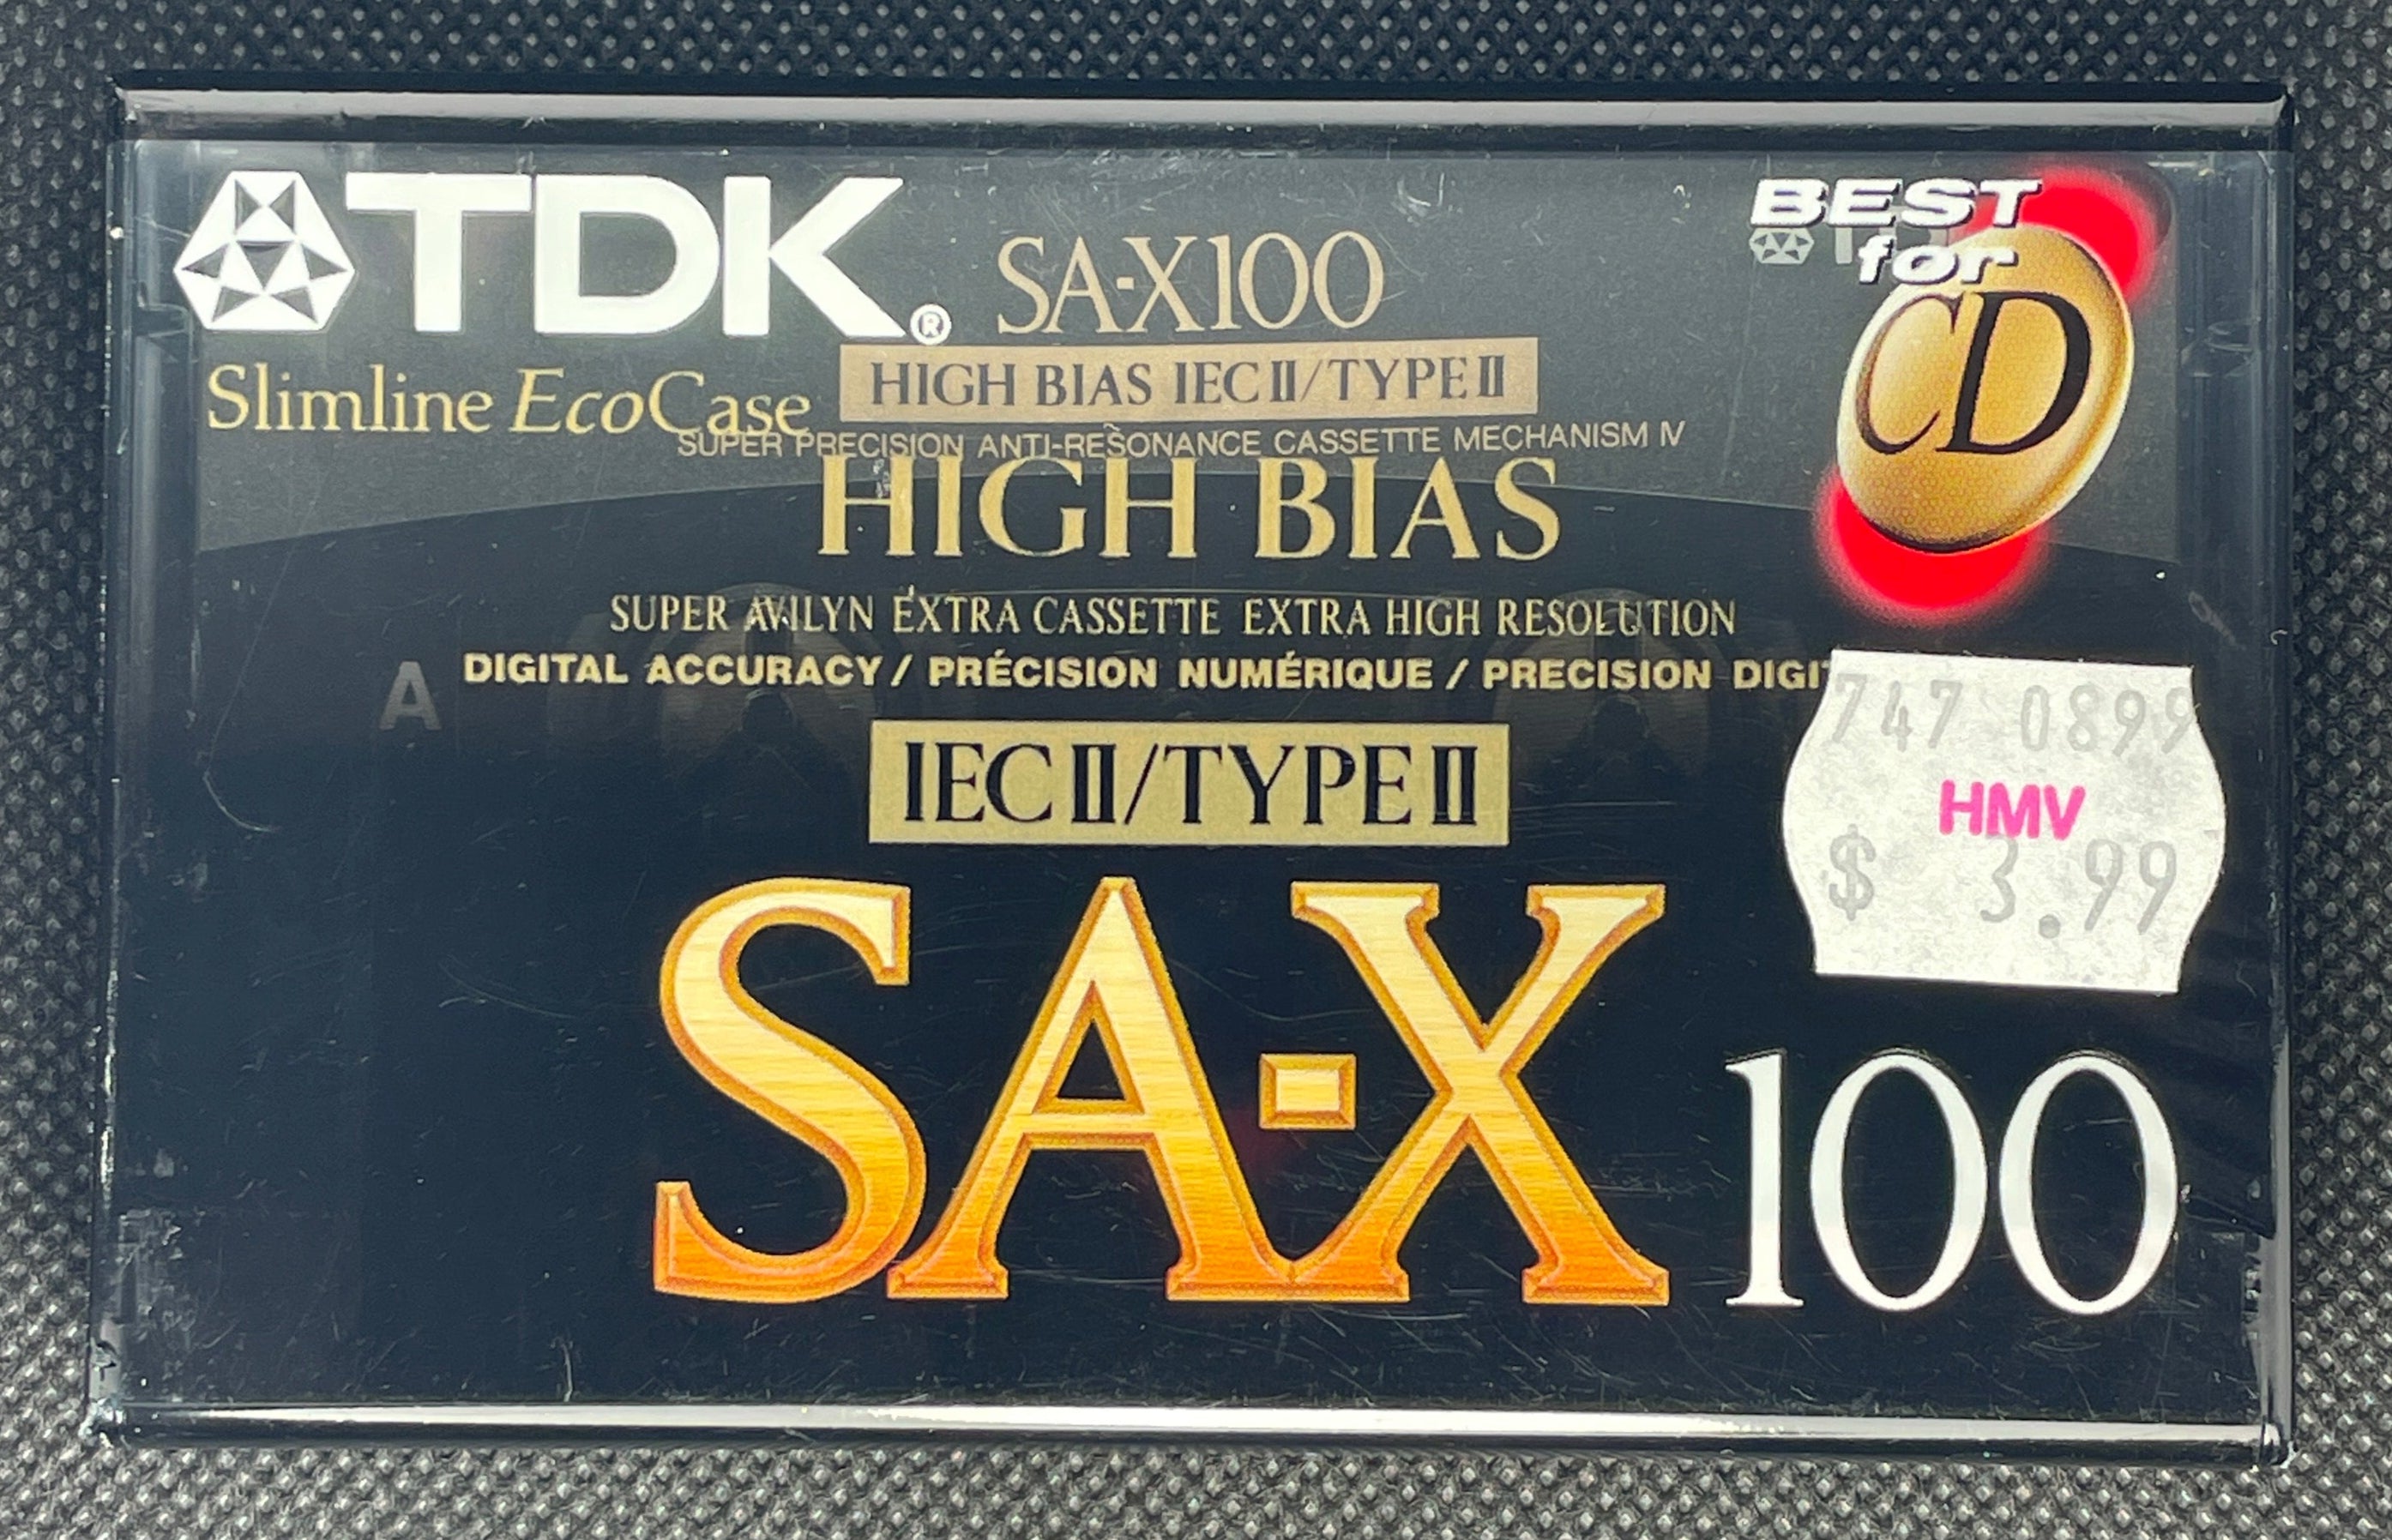 TDK®
SA-X100
BEST
for
CD
Slimline EcoCase
HIGH BIAS IEC II/TYPE II
SUPER PRECISION ANTI-RESONANCE CASSETTE MECHANISM IV
HIGH BIAS
SUPER AVILYN EXTRA CASSETTE EXTRA HIGH RESOLUTION
A
DIGITAL ACCURACY / PRÉCISION NUMÉRIQUE / PRECISION DIGI
747 0899
HMV
$ 3.99
IEC II/TYPE II
SA-X 100